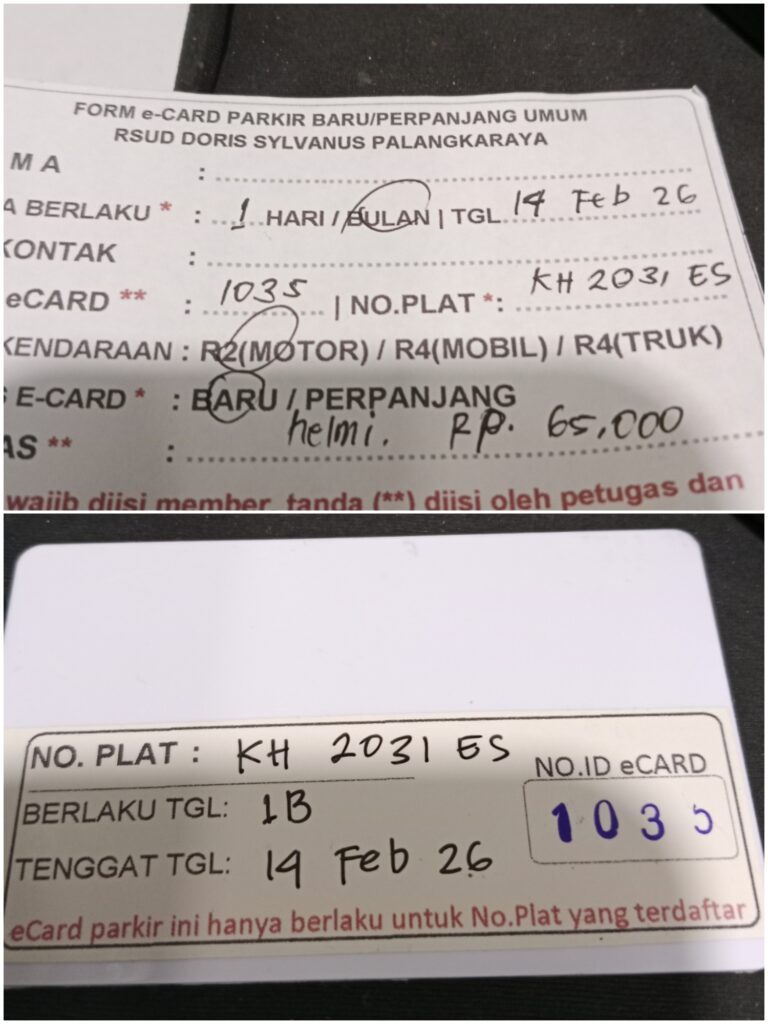 FORM e-CARD PARKIR BARU/PERPANJANG UMUM
RSUD DORIS SYLVANUS PALANGKARAYA
MA :
A BERLAKU * : 1 HARI / BULAN | TGL 14 Feb 26
KONTAK :
eCARD ** : 1035 | NO.PLAT *: KH 2031 ES
KENDARAAN : R2(MOTOR) / R4(MOBIL) / R4(TRUK)
E-CARD * : BARU / PERPANJANG
AS ** : helmi. Rp. 65,000
wajib diisi member, tanda (**) diisi oleh petugas dan
NO. PLAT : KH 2031 ES
NO.ID eCARD
BERLAKU TGL: 1B
1035
TENGGAT TGL: 14 Feb 26
eCard parkir ini hanya berlaku untuk No.Plat yang terdaftar